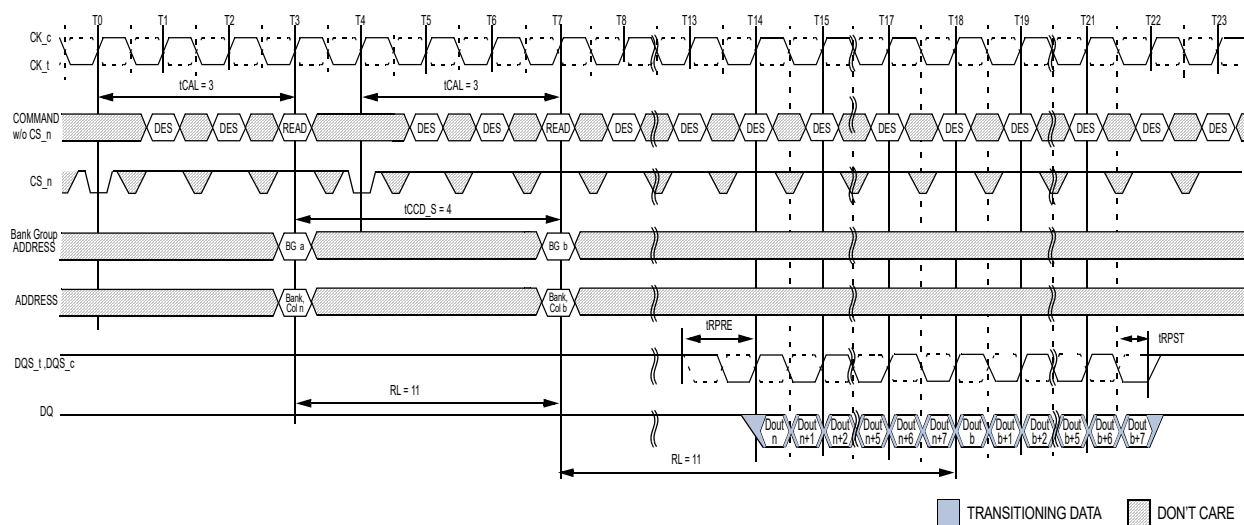 T0 T1 T2 T3 T4 T5 T6 T7 T8 T13 T14 T15 T17 T18 T19 T21 T22 T23
CK_c
CK_t
tCAL = 3 tCAL = 3
COMMAND
w/o CS_n
DES DES READ DES DES READ DES DES DES DES DES DES DES DES DES DES
CS_n
tCCD_S = 4
Bank Group
ADDRESS
BG a BG b
ADDRESS
Bank,
Col n
Bank,
Col b
tRPRE
tRPST
DQS_t ,DQS_c
RL = 11
DQ
Dout
n
Dout
n+1
Dout
n+2
Dout
n+5
Dout
n+6
Dout
n+7
Dout
b
Dout
b+1
Dout
b+2
Dout
b+5
Dout
b+6
Dout
b+7
RL = 11
TRANSITIONING DATA DON'T CARE